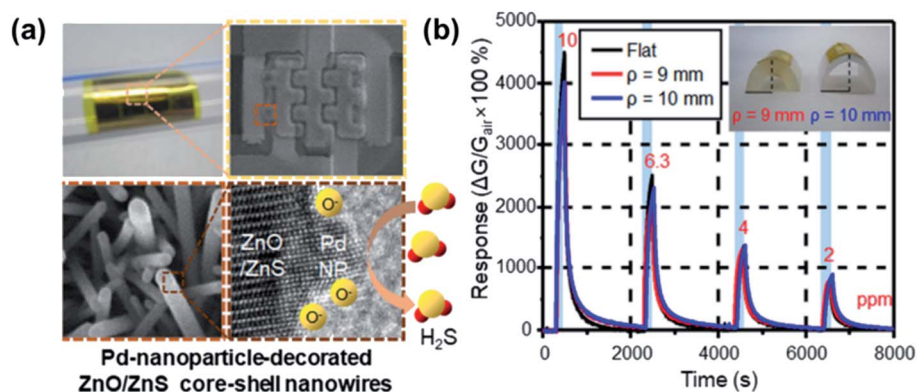 (a)
ZnO
/ZnS
Pd
NP
O-
O-
O-
H₂S
Pd-nanoparticle-decorated
ZnO/ZnS core-shell nanowires
(b)
Response (ΔG/Gair×100 %)
5000
4000
3000
2000
1000
0
10
6.3
4
2
ppm
Flat
ρ = 9 mm
ρ = 10 mm
ρ = 9 mm ρ = 10 mm
0 2000 4000 6000 8000
Time (s)